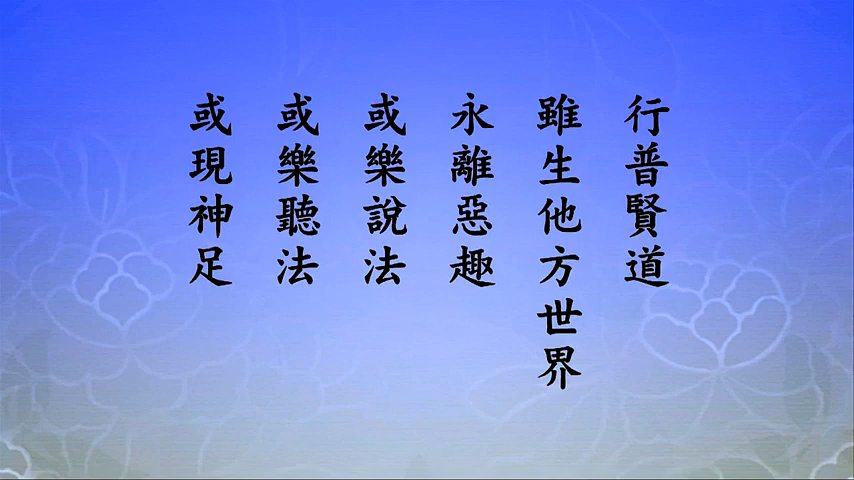 行普賢道
雖生他方世界
永離惡趣
或樂說法
或樂聽法
或現神足